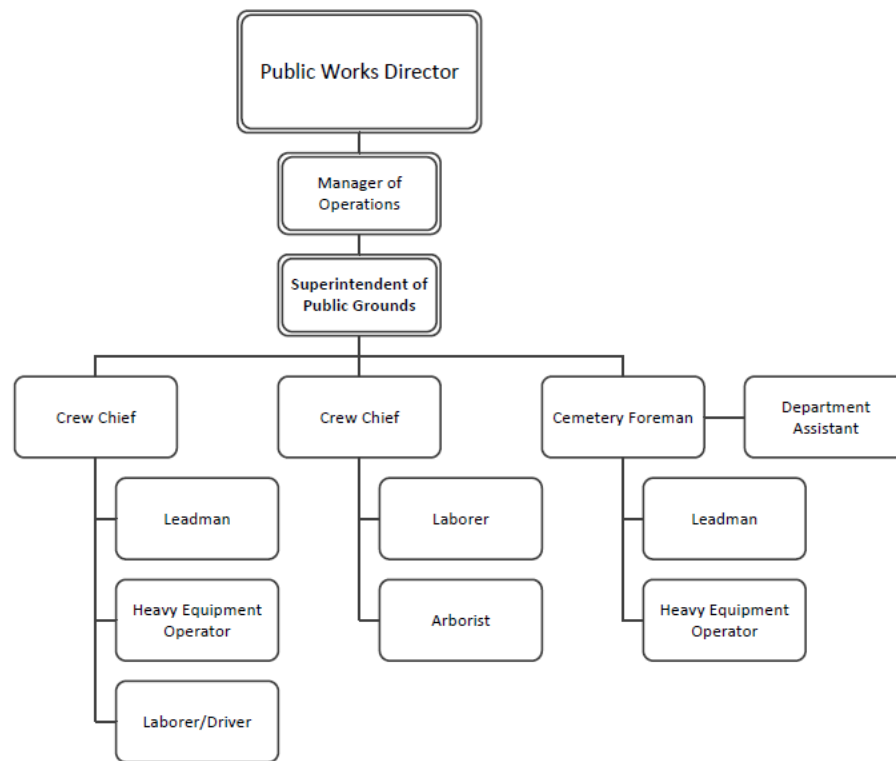 Public Works Director
Manager of
Operations
Superintendent of
Public Grounds
Crew Chief
Crew Chief
Cemetery Foreman
Department
Assistant
Leadman
Laborer
Leadman
Heavy Equipment
Operator
Arborist
Heavy Equipment
Operator
Laborer/Driver